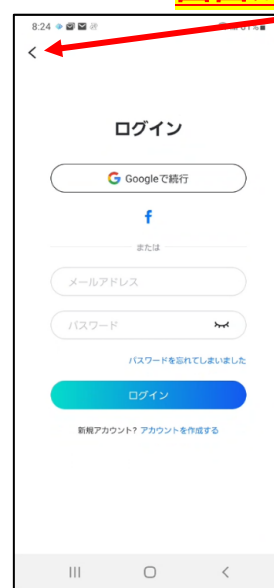 8:24
ログイン
Googleで続行
または
メールアドレス
パスワード
パスワードを忘れてしまいました
ログイン
新規アカウント? アカウントを作成する